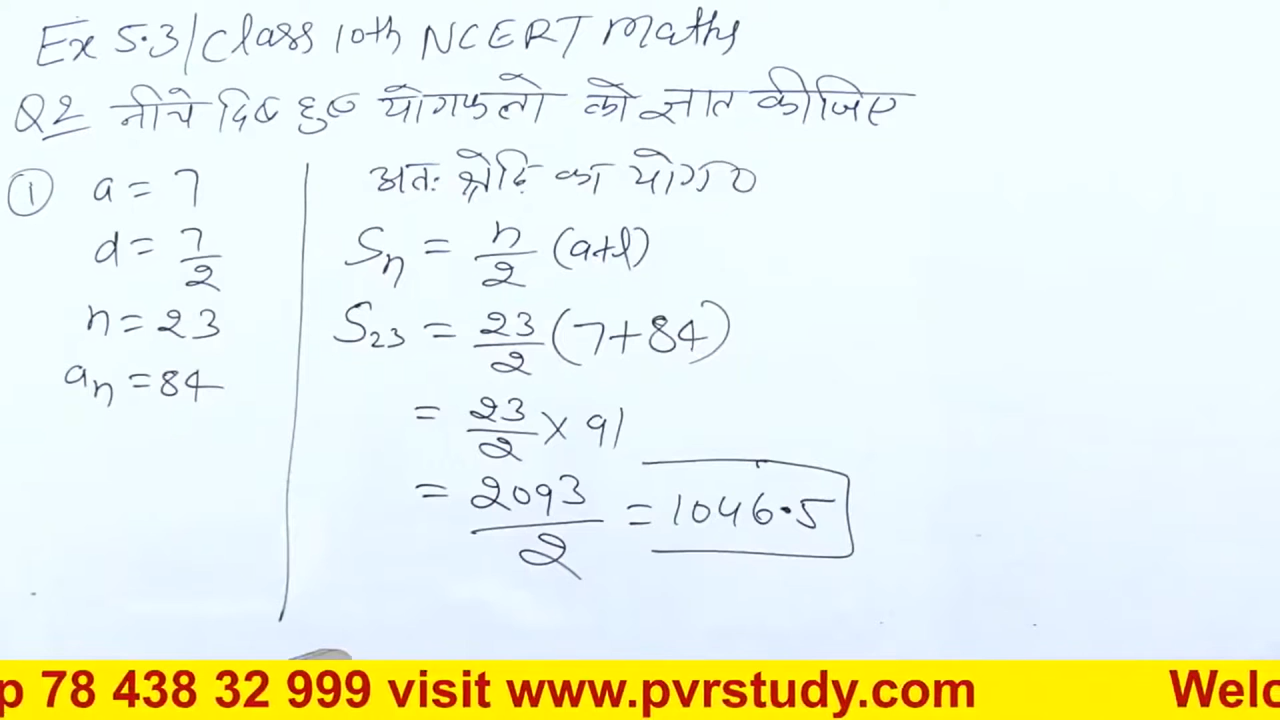 Ex 5.3/Class 10th NCERT Maths
Q2 नीचे दिए हुए योगफलो को ज्ञात कीजिए
① a = 7
d = 7/2
n = 23
an = 84
अतः श्रेढि का योगफल
Sn = n/2 (a+l)
S23 = 23/2 (7+84)
= 23/2 × 91
= 2093/2 = 1046.5
p 78 438 32 999 visit www.pvrstudy.com Welc